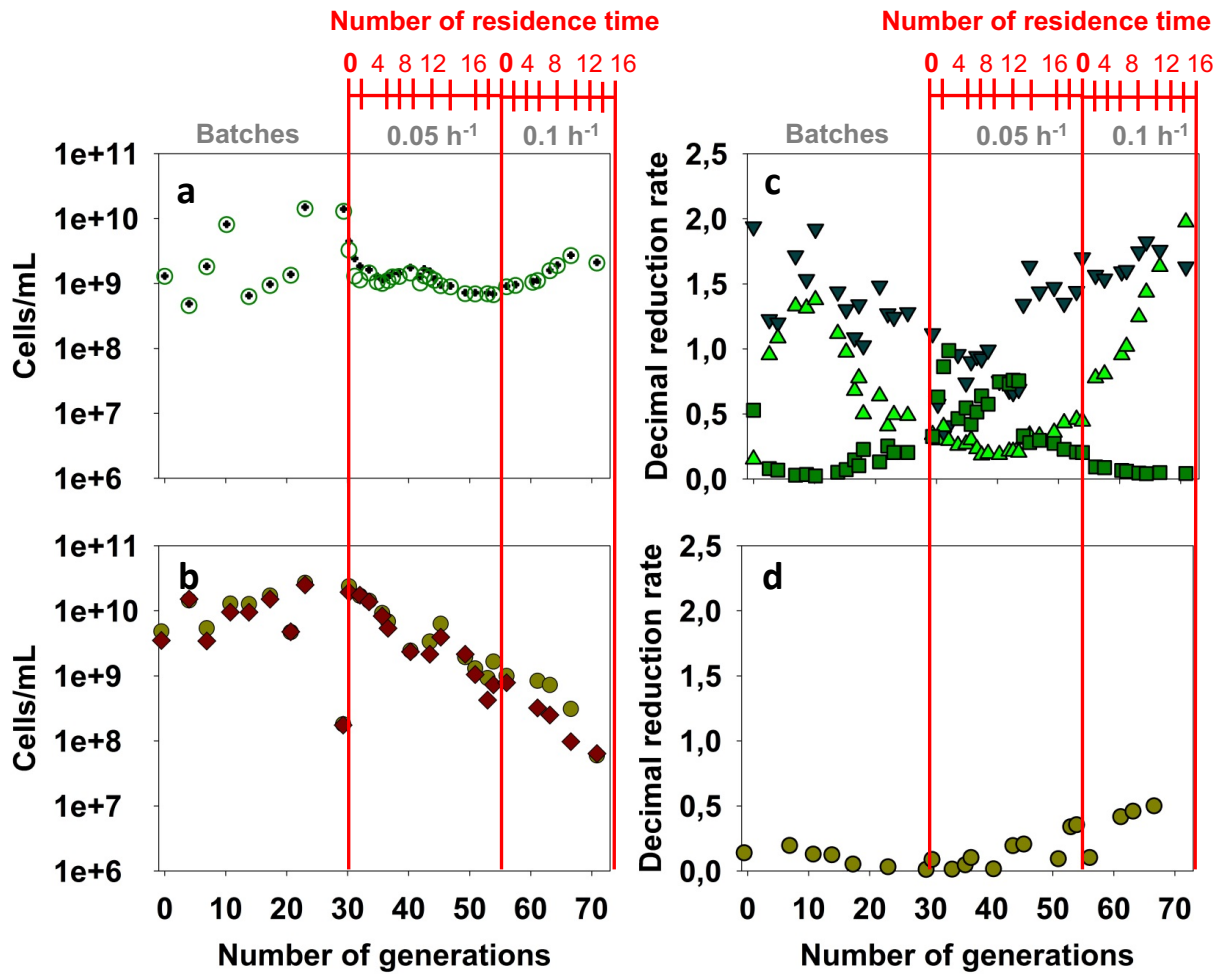 Number of residence time
Number of residence time
0 4 8 12 16 0 4 8 12 16
0 4 8 12 16 0 4 8 12 16
Batches 0.05 h-1 0.1 h-1
Batches 0.05 h-1 0.1 h-1
a
Cells/mL
1e+11
1e+10
1e+9
1e+8
1e+7
1e+6
c
Decimal reduction rate
2,5
2,0
1,5
1,0
0,5
0,0
b
Cells/mL
1e+11
1e+10
1e+9
1e+8
1e+7
1e+6
0 10 20 30 40 50 60 70
Number of generations
d
Decimal reduction rate
2,5
2,0
1,5
1,0
0,5
0,0
0 10 20 30 40 50 60 70
Number of generations